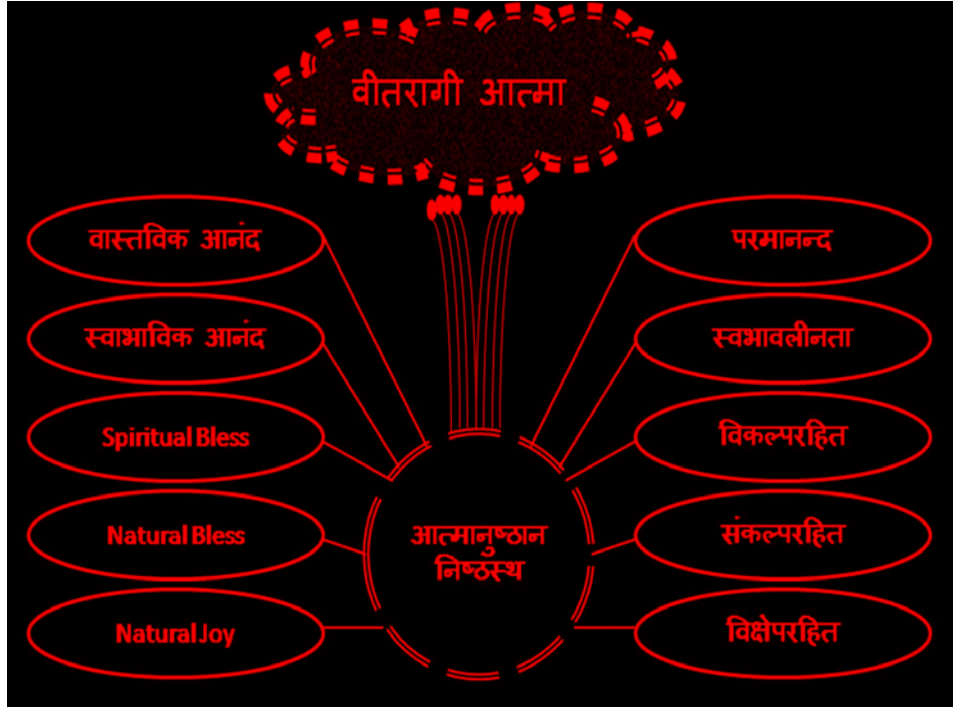 वीतरागी आत्मा
वास्तविक आनंद
स्वाभाविक आनंद
Spiritual Bless
Natural Bless
Natural Joy
आत्मानुष्ठान
निष्ठस्थ
परमानन्द
स्वभावलीनता
विकल्परहित
संकल्परहित
विक्षेपरहित